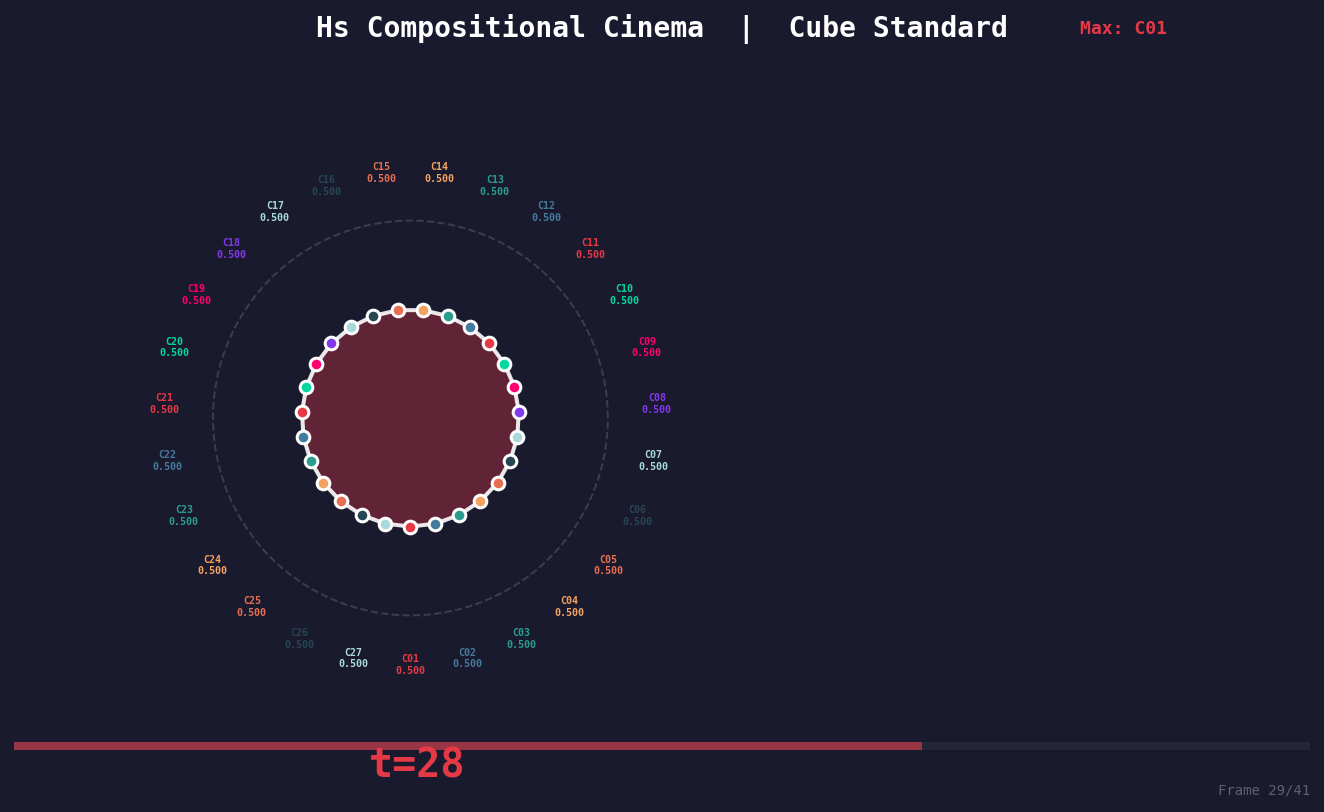 Hs Compositional Cinema | Cube Standard
Max: C01
C15
0.500
C14
0.500
C16
0.500
C13
0.500
C17
0.500
C12
0.500
C18
0.500
C11
0.500
C19
0.500
C10
0.500
C20
0.500
C09
0.500
C21
0.500
C08
0.500
C22
0.500
C07
0.500
C23
0.500
C06
0.500
C24
0.500
C05
0.500
C25
0.500
C04
0.500
C26
0.500
C03
0.500
C27
0.500
C01
0.500
C02
0.500
t=28
Frame 29/41